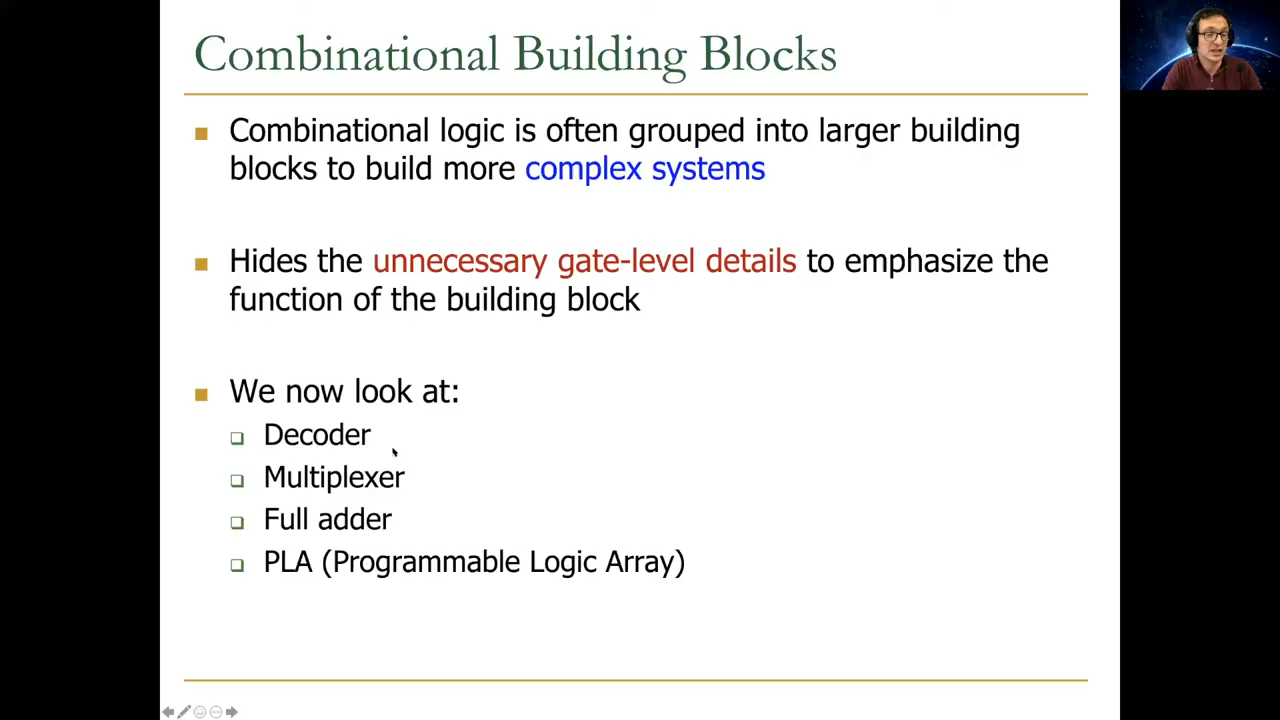 Combinational Building Blocks
Combinational logic is often grouped into larger building
blocks to build more complex systems
Hides the unnecessary gate-level details to emphasize the
function of the building block
We now look at:
Decoder
Multiplexer
Full adder
PLA (Programmable Logic Array)